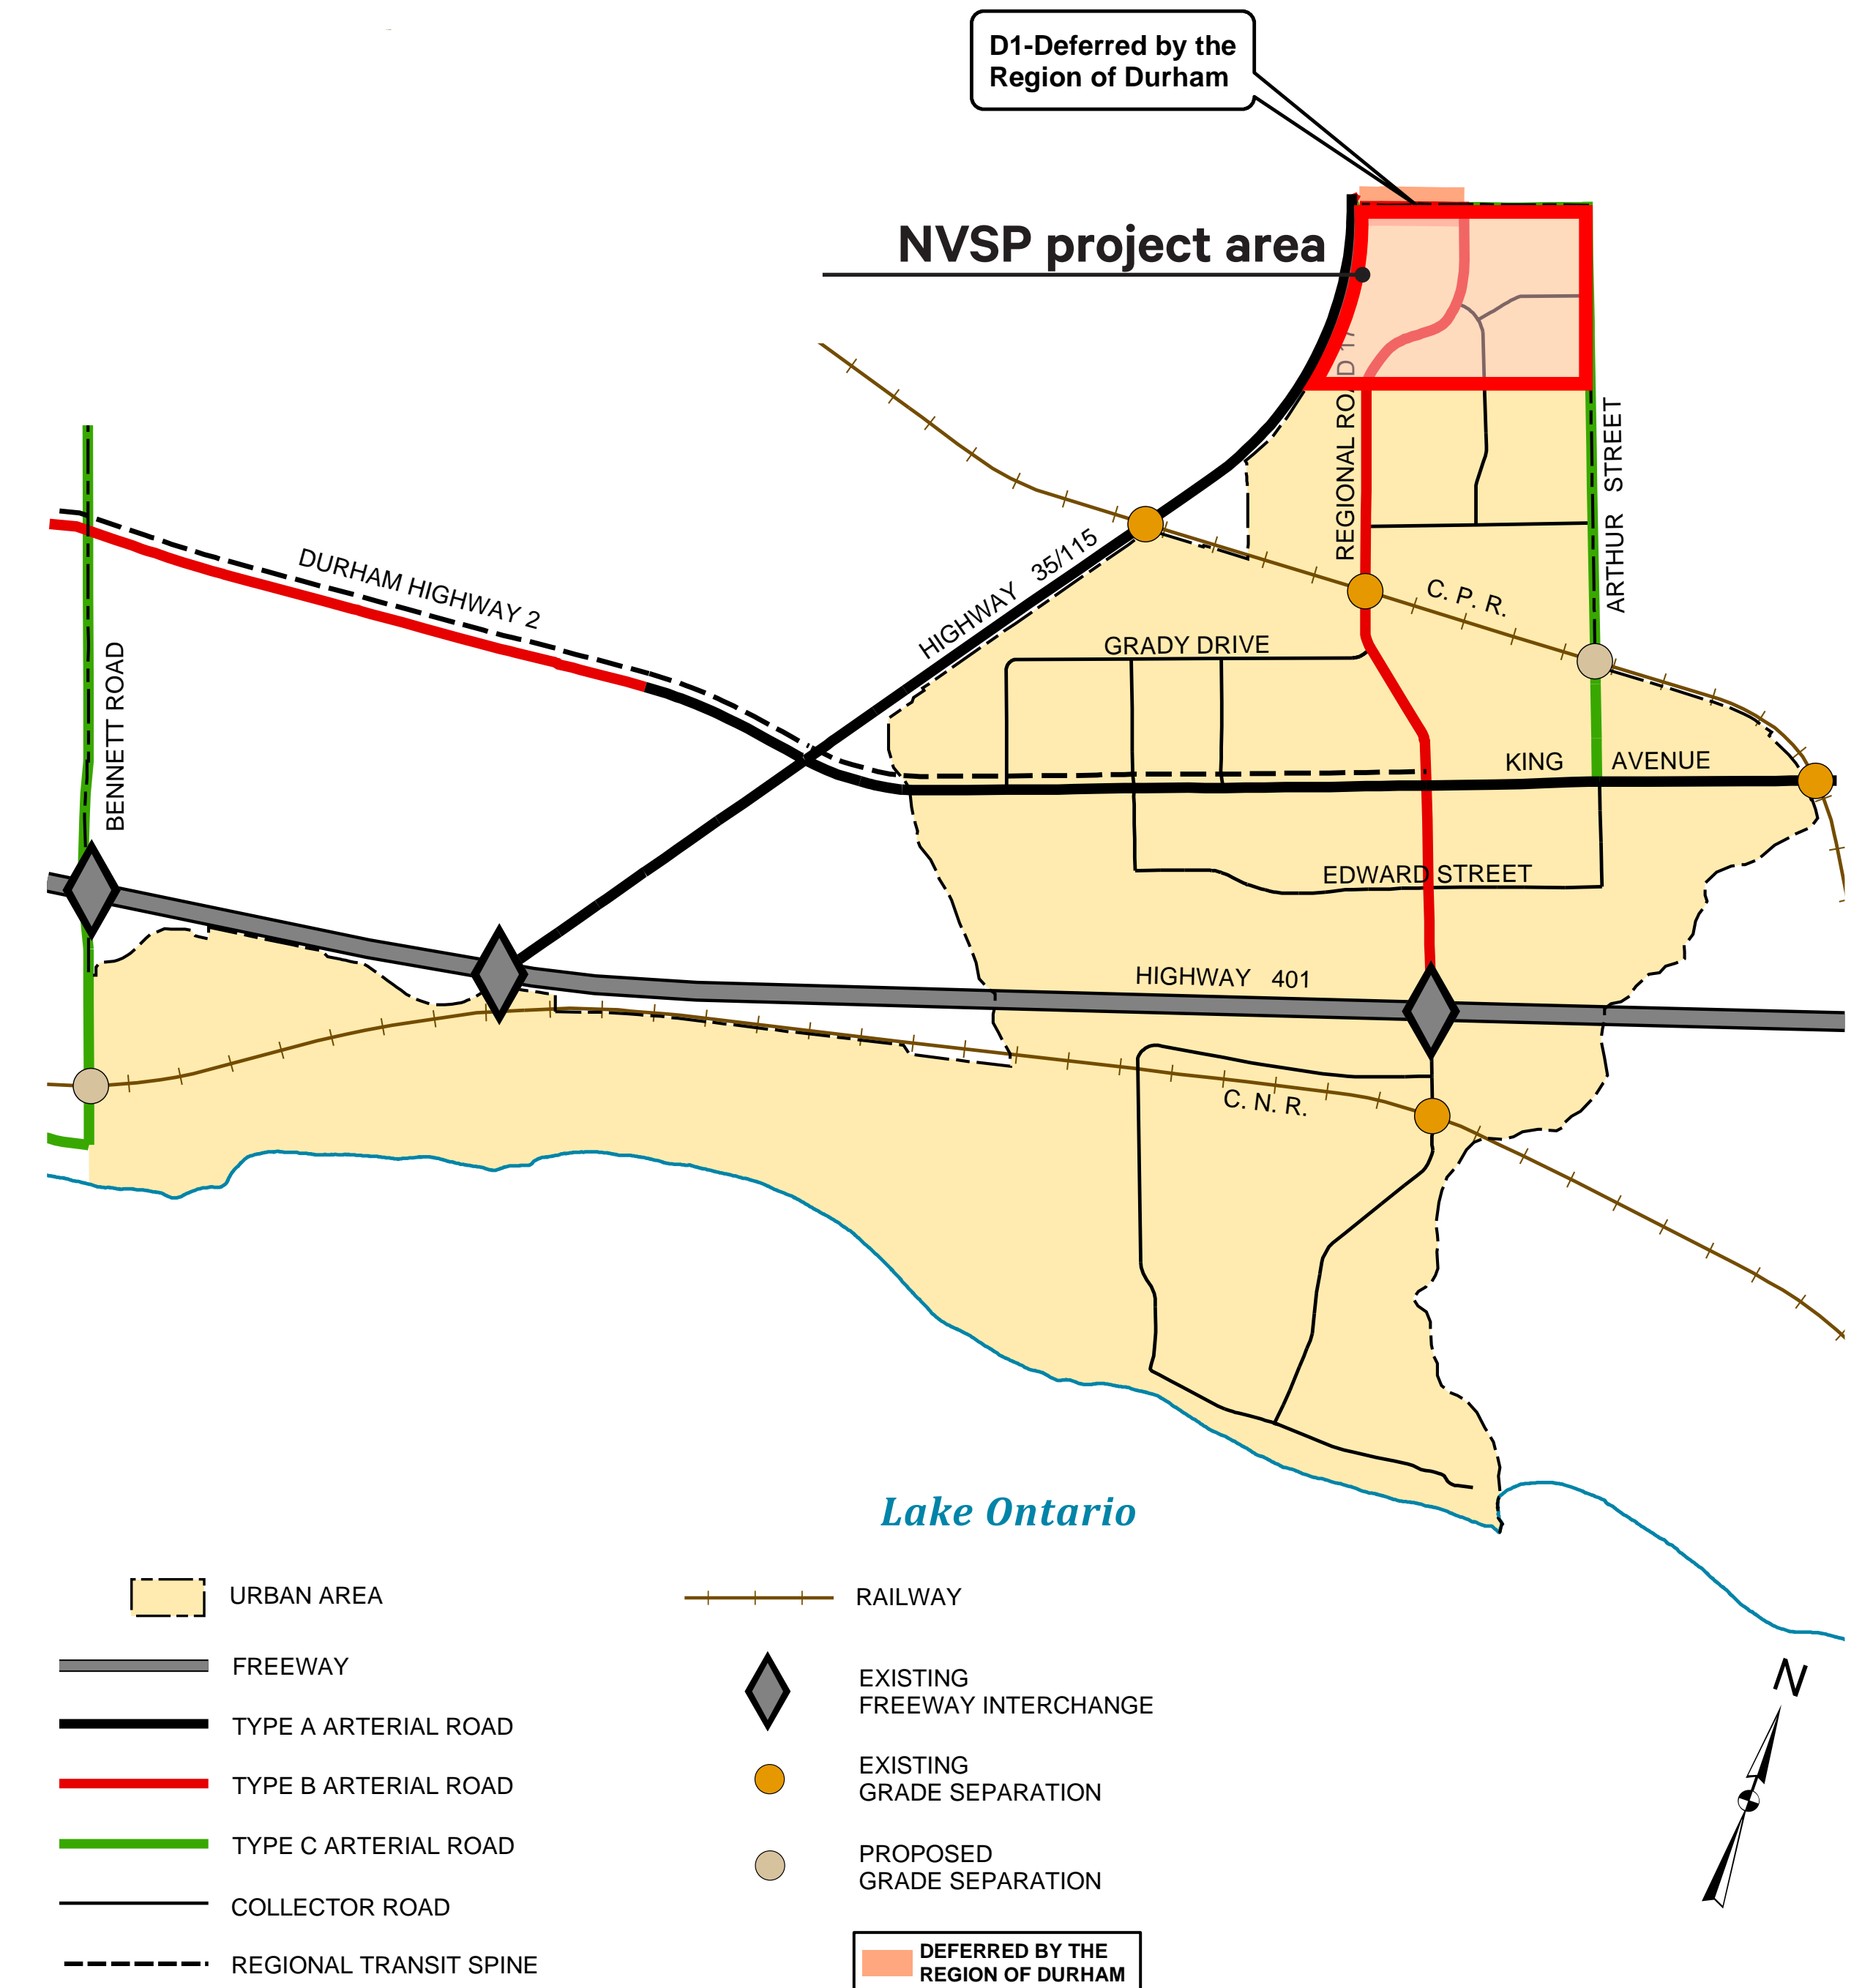 D1-Deferred by the
Region of Durham
NVSP project area
REGIONAL ROAD 17
ARTHUR STREET
DURHAM HIGHWAY 2
HIGHWAY 35/115
C. P. R.
GRADY DRIVE
BENNETT ROAD
KING AVENUE
EDWARD STREET
HIGHWAY 401
C. N. R.
Lake Ontario
URBAN AREA
FREEWAY
TYPE A ARTERIAL ROAD
TYPE B ARTERIAL ROAD
TYPE C ARTERIAL ROAD
COLLECTOR ROAD
REGIONAL TRANSIT SPINE
RAILWAY
EXISTING
FREEWAY INTERCHANGE
EXISTING
GRADE SEPARATION
PROPOSED
GRADE SEPARATION
DEFERRED BY THE
REGION OF DURHAM
N